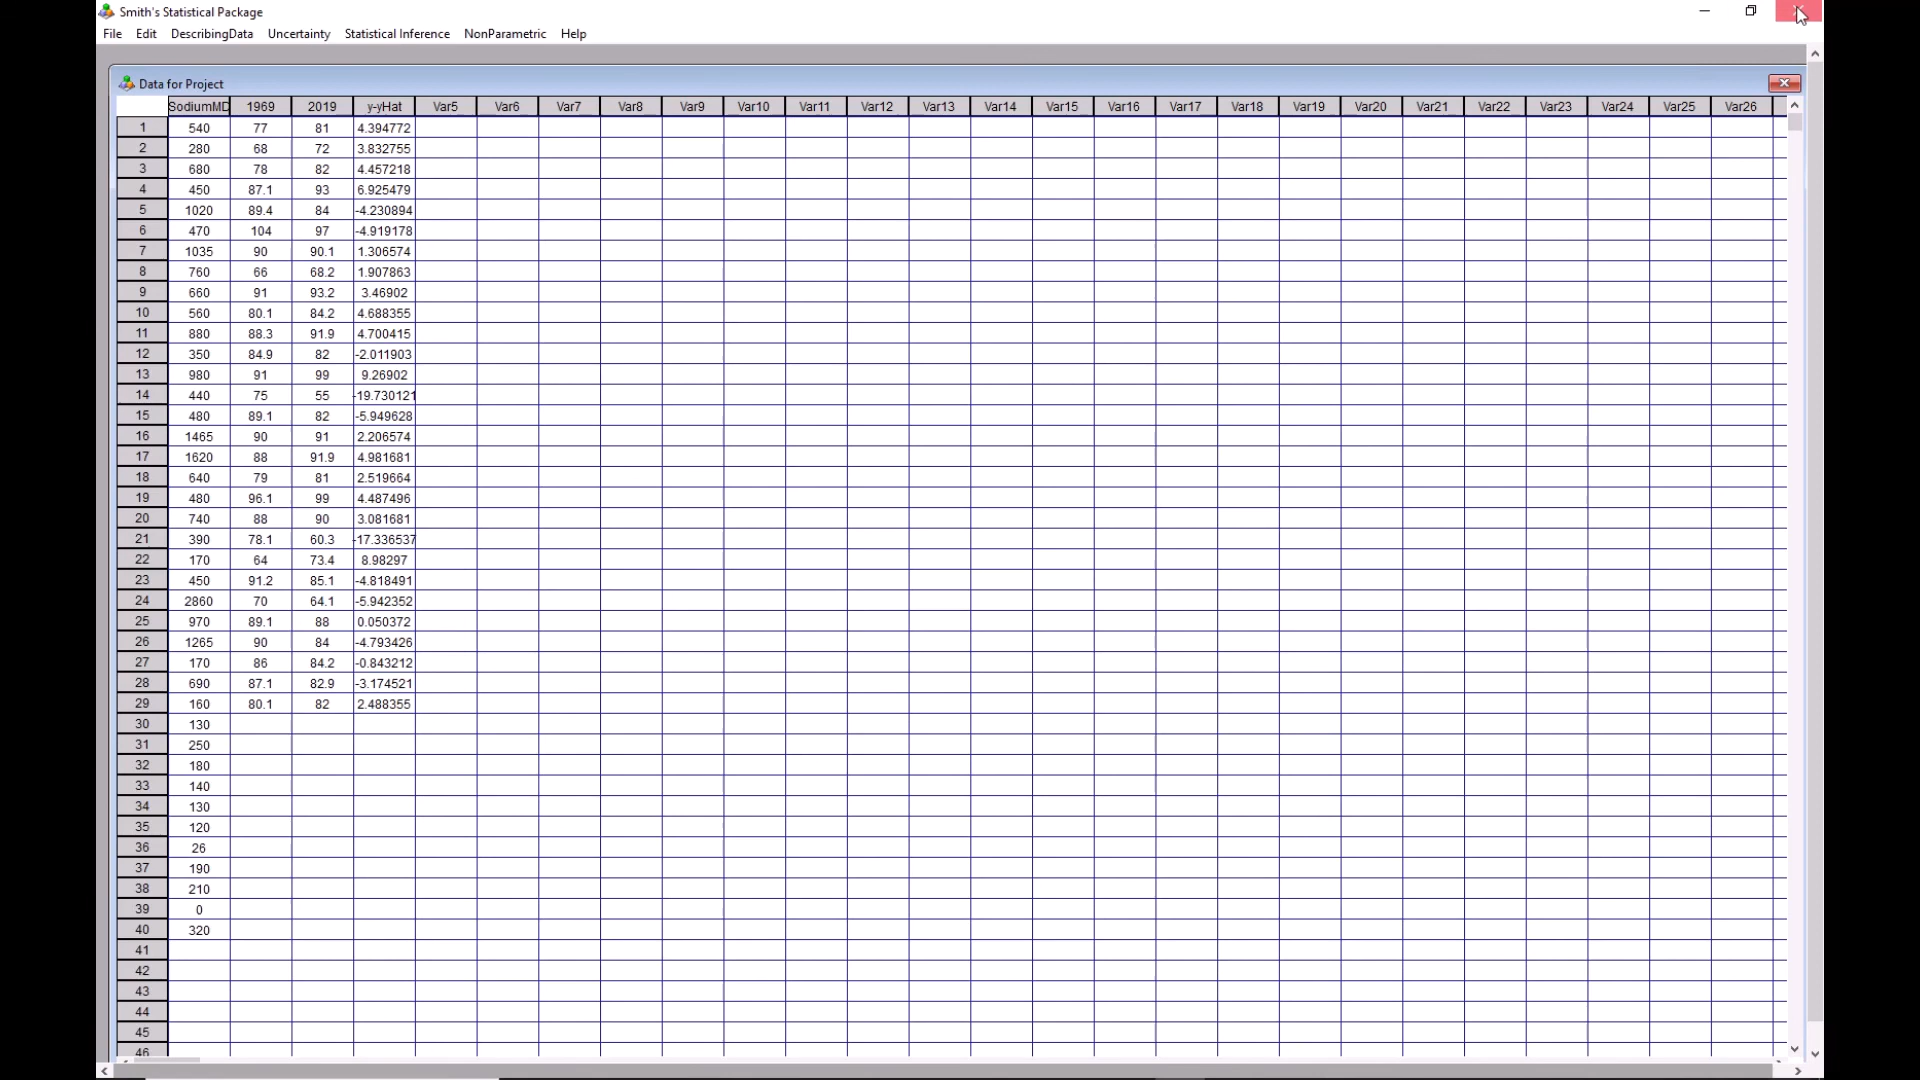 Smith's Statistical Package
File Edit DescribingData Uncertainty Statistical Inference NonParametric Help
Data for Project
SodiumMD 1969 2019 y-yHat Var5 Var6 Var7 Var8 Var9 Var10 Var11 Var12 Var13 Var14 Var15 Var16 Var17 Var18 Var19 Var20 Var21 Var22 Var23 Var24 Var25 Var26
1 540 77 81 4.394772
2 280 68 72 3.832755
3 680 78 82 4.457218
4 450 87.1 93 6.925479
5 1020 89.4 84 -4.230894
6 470 104 97 -4.919178
7 1035 90 90.1 1.306574
8 760 66 68.2 1.907863
9 660 91 93.2 3.46902
10 560 80.1 84.2 4.688355
11 880 88.3 91.9 4.700415
12 350 84.9 82 -2.011903
13 980 91 99 9.26902
14 440 75 55 -19.730121
15 480 89.1 82 -5.949628
16 1465 90 91 2.206574
17 1620 88 91.9 4.981681
18 640 79 81 2.519664
19 480 96.1 99 4.487496
20 740 88 90 3.081681
21 390 78.1 60.3 -17.336537
22 170 64 73.4 8.98297
23 450 91.2 85.1 -4.818491
24 2860 70 64.1 -5.942352
25 970 89.1 88 0.050372
26 1265 90 84 -4.793426
27 170 86 84.2 -0.843212
28 690 87.1 82.9 -3.174521
29 160 80.1 82 2.488355
30 130
31 250
32 180
33 140
34 130
35 120
36 26
37 190
38 210
39 0
40 320
41
42
43
44
45
46